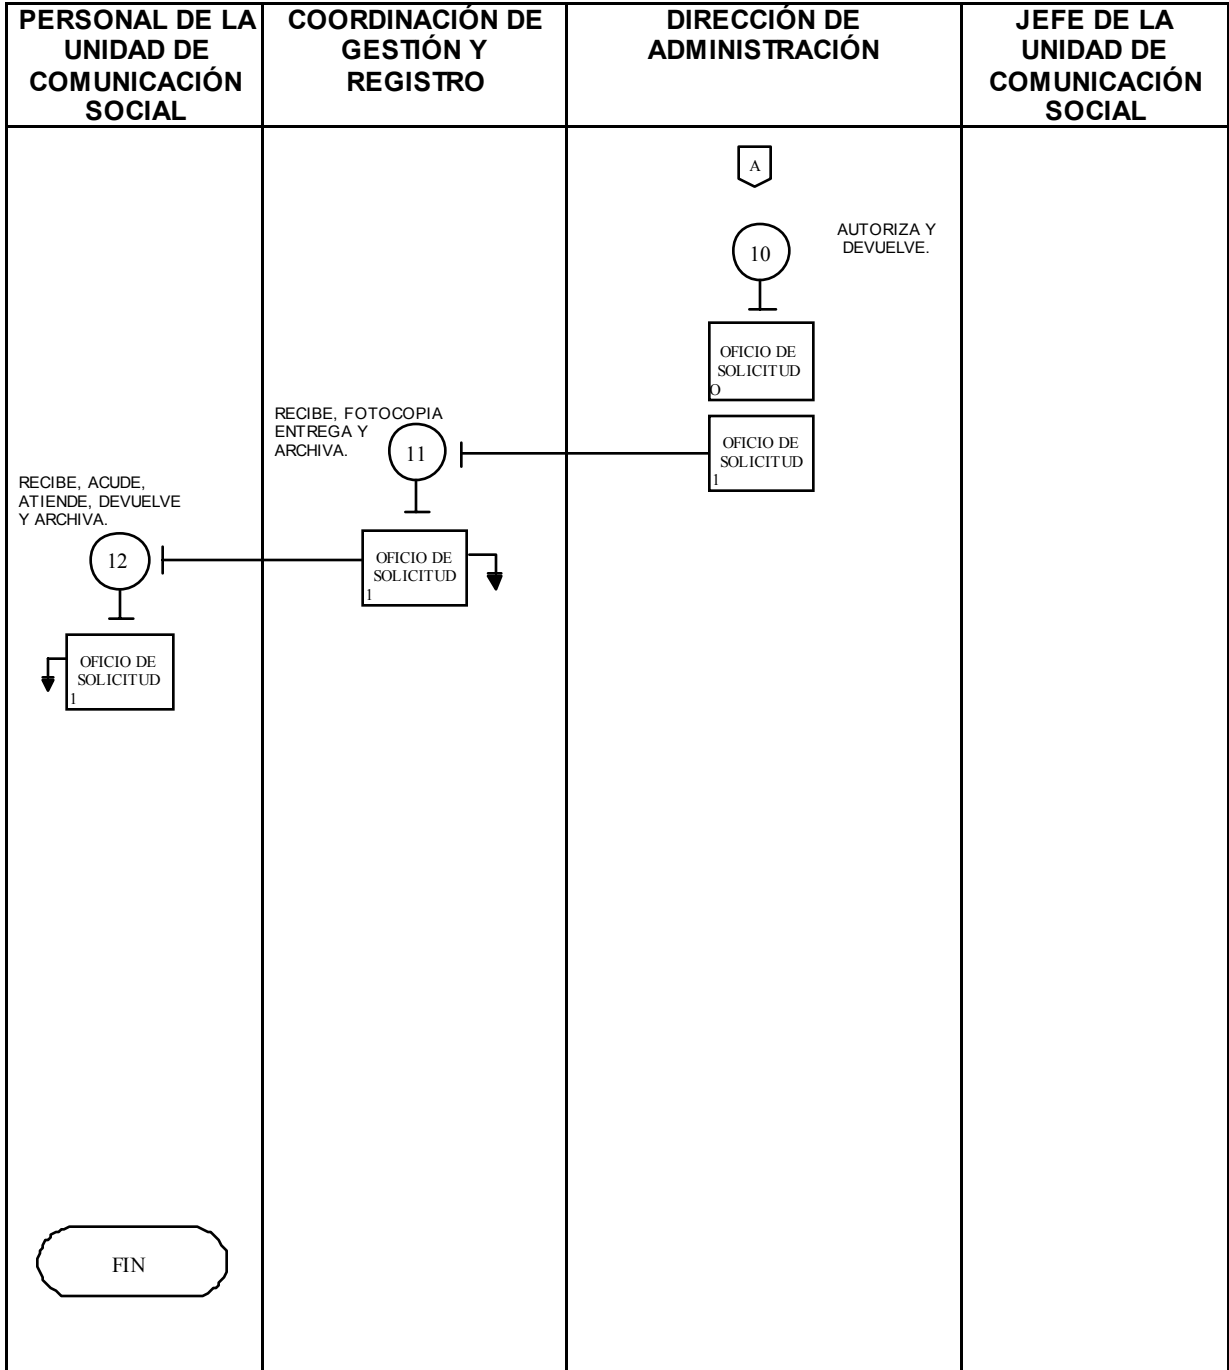 PERSONAL DE LA
UNIDAD DE
COMUNICACIÓN
SOCIAL
COORDINACIÓN DE
GESTIÓN Y
REGISTRO
DIRECCIÓN DE
ADMINISTRACIÓN
JEFE DE LA
UNIDAD DE
COMUNICACIÓN
SOCIAL
A
10
AUTORIZA Y
DEVUELVE.
OFICIO DE
SOLICITUD
O
OFICIO DE
SOLICITUD
1
RECIBE, FOTOCOPIA
ENTREGA Y
ARCHIVA.
11
OFICIO DE
SOLICITUD
1
RECIBE, ACUDE,
ATIENDE, DEVUELVE
Y ARCHIVA.
12
OFICIO DE
SOLICITUD
1
FIN